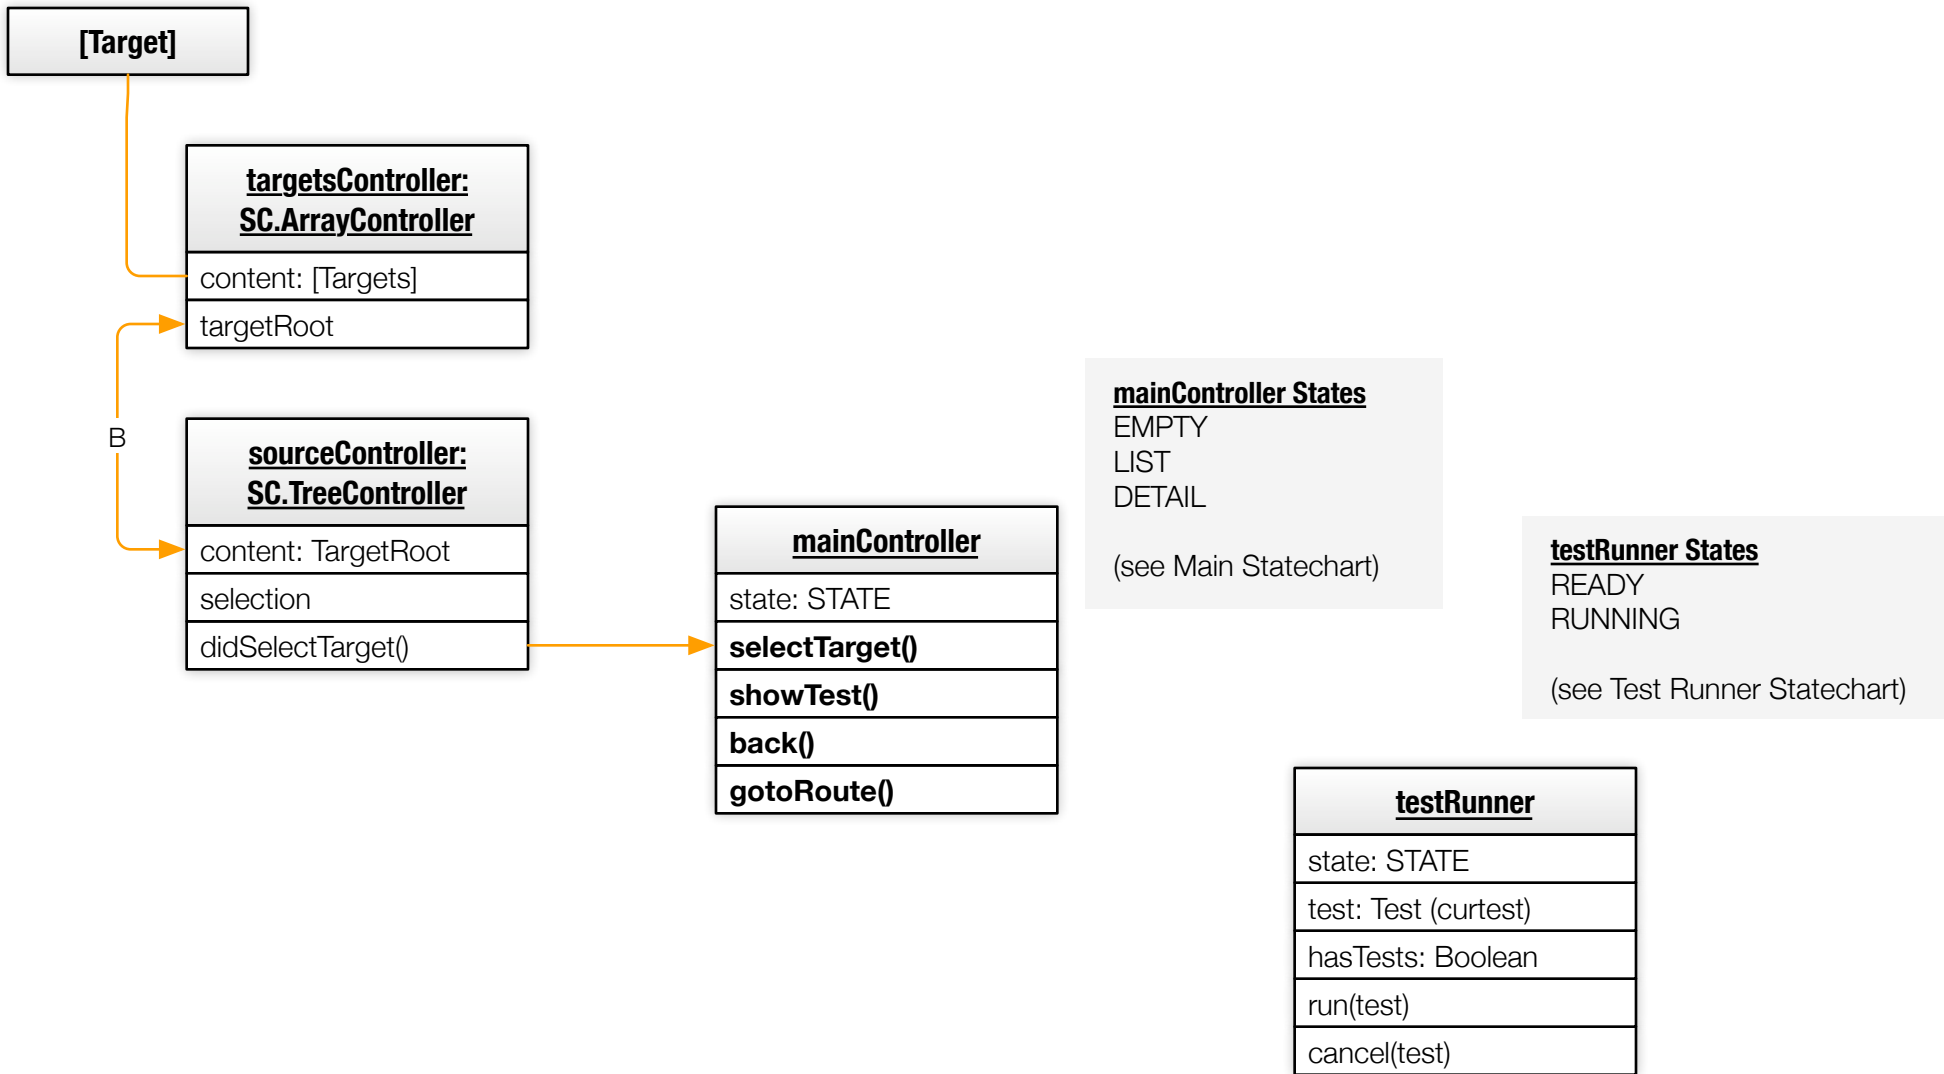 [Target]
targetsController:
SC.ArrayController
content: [Targets]
targetRoot
B
sourceController:
SC.TreeController
content: TargetRoot
selection
didSelectTarget()
mainController
state: STATE
selectTarget()
showTest()
back()
gotoRoute()
mainController States
EMPTY
LIST
DETAIL
(see Main Statechart)
testRunner States
READY
RUNNING
(see Test Runner Statechart)
testRunner
state: STATE
test: Test (curtest)
hasTests: Boolean
run(test)
cancel(test)